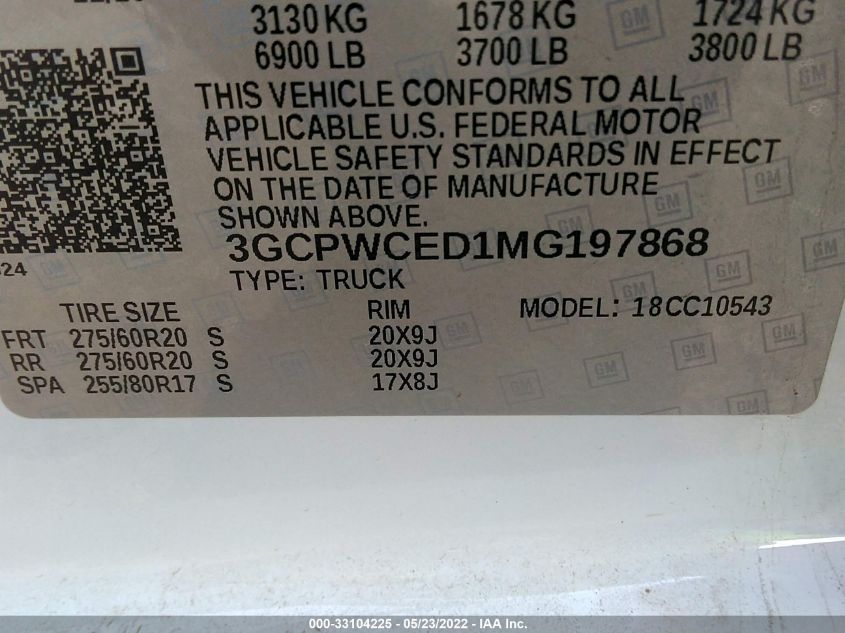 3130 KG 1678 KG 1724 KG
6900 LB 3700 LB 3800 LB
THIS VEHICLE CONFORMS TO ALL
APPLICABLE U.S. FEDERAL MOTOR
VEHICLE SAFETY STANDARDS IN EFFECT
ON THE DATE OF MANUFACTURE
SHOWN ABOVE.
3GCPWCED1MG197868
TYPE: TRUCK
TIRE SIZE RIM MODEL: 18CC10543
FRT 275/60R20 S 20X9J
RR 275/60R20 S 20X9J
SPA 255/80R17 S 17X8J
GM
000-33104225 - 05/23/2022 - IAA Inc.